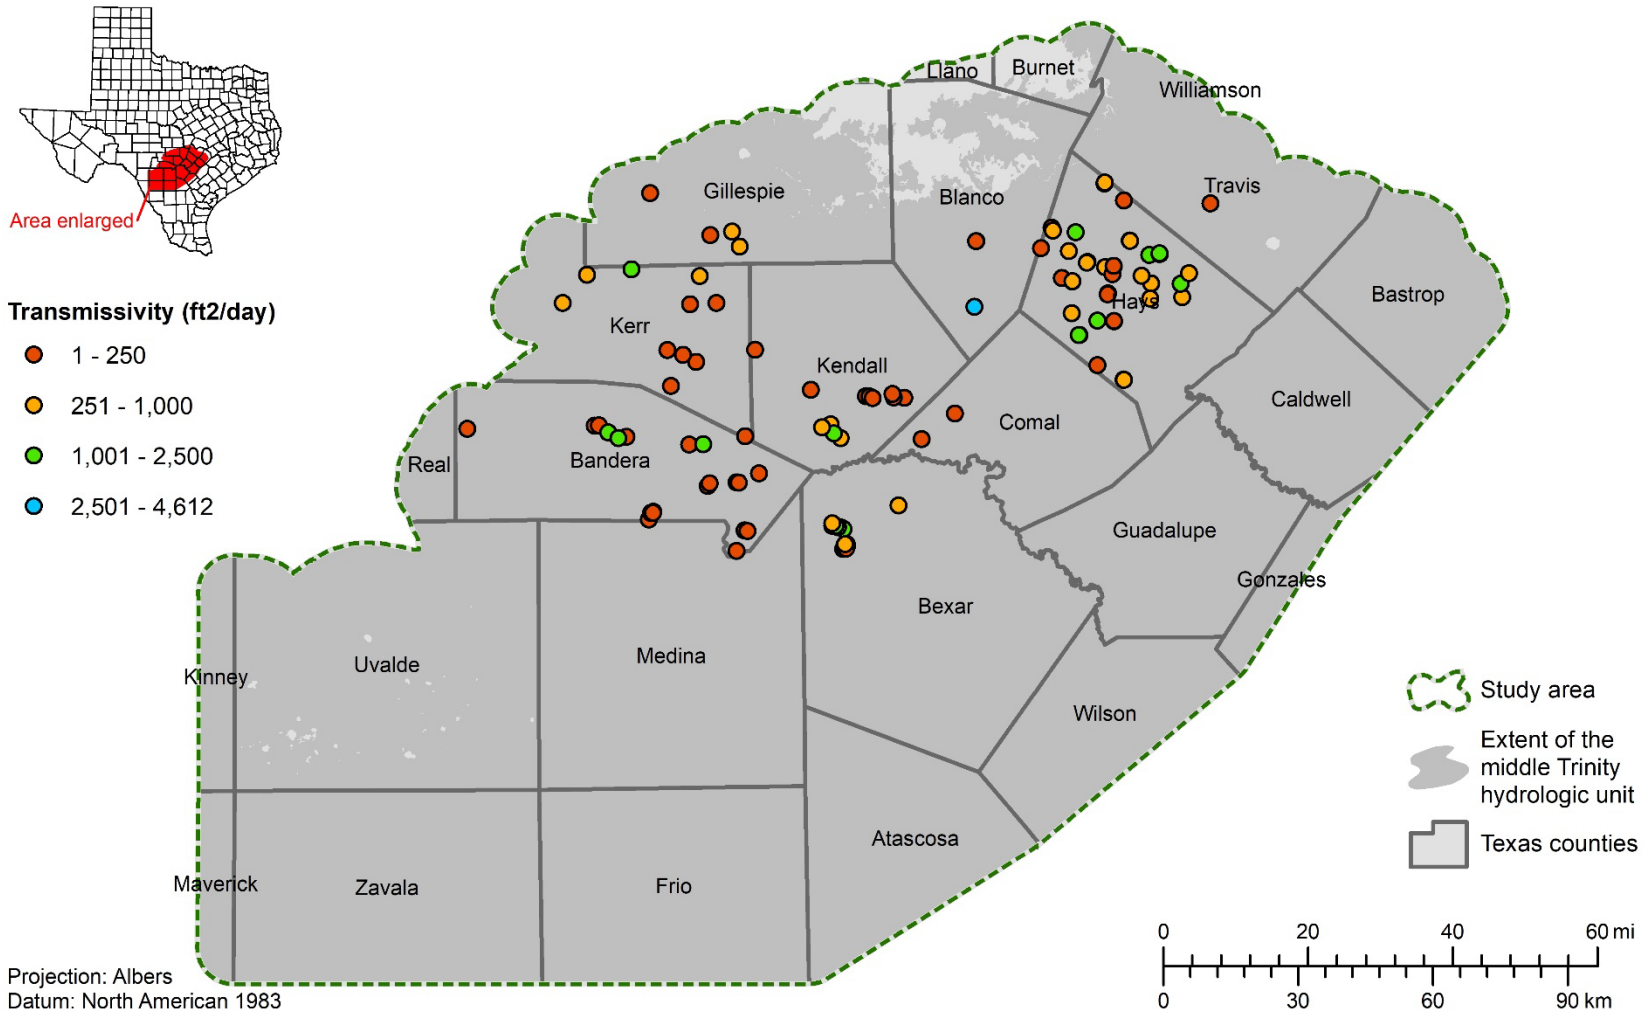 Area enlarged
Transmissivity (ft2/day)
1 - 250
251 - 1,000
1,001 - 2,500
2,501 - 4,612
Llano
Burnet
Williamson
Gillespie
Blanco
Travis
Kerr
Hays
Bastrop
Kendall
Caldwell
Comal
Real
Bandera
Guadalupe
Gonzales
Bexar
Kinney
Uvalde
Medina
Wilson
Atascosa
Maverick
Zavala
Frio
Study area
Extent of the
middle Trinity
hydrologic unit
Texas counties
0 20 40 60 mi
0 30 60 90 km
Projection: Albers
Datum: North American 1983